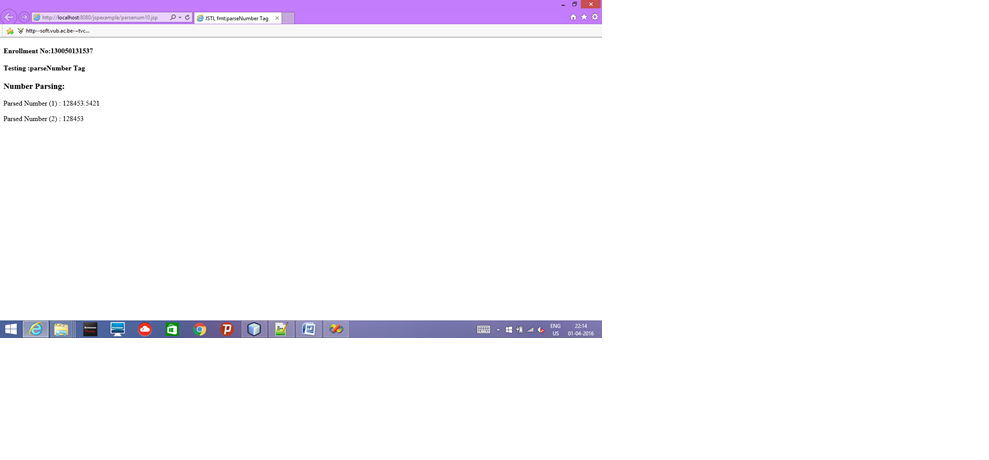 http://localhost:8080/jspexample/parsenum10.jsp
JSTL fmt:parseNumber Tag
http--soft.vub.ac.be-~tvc...
Enrollment No:130050131537
Testing :parseNumber Tag
Number Parsing:
Parsed Number (1) : 128453.5421
Parsed Number (2) : 128453
ENG
US
22:14
01-04-2016